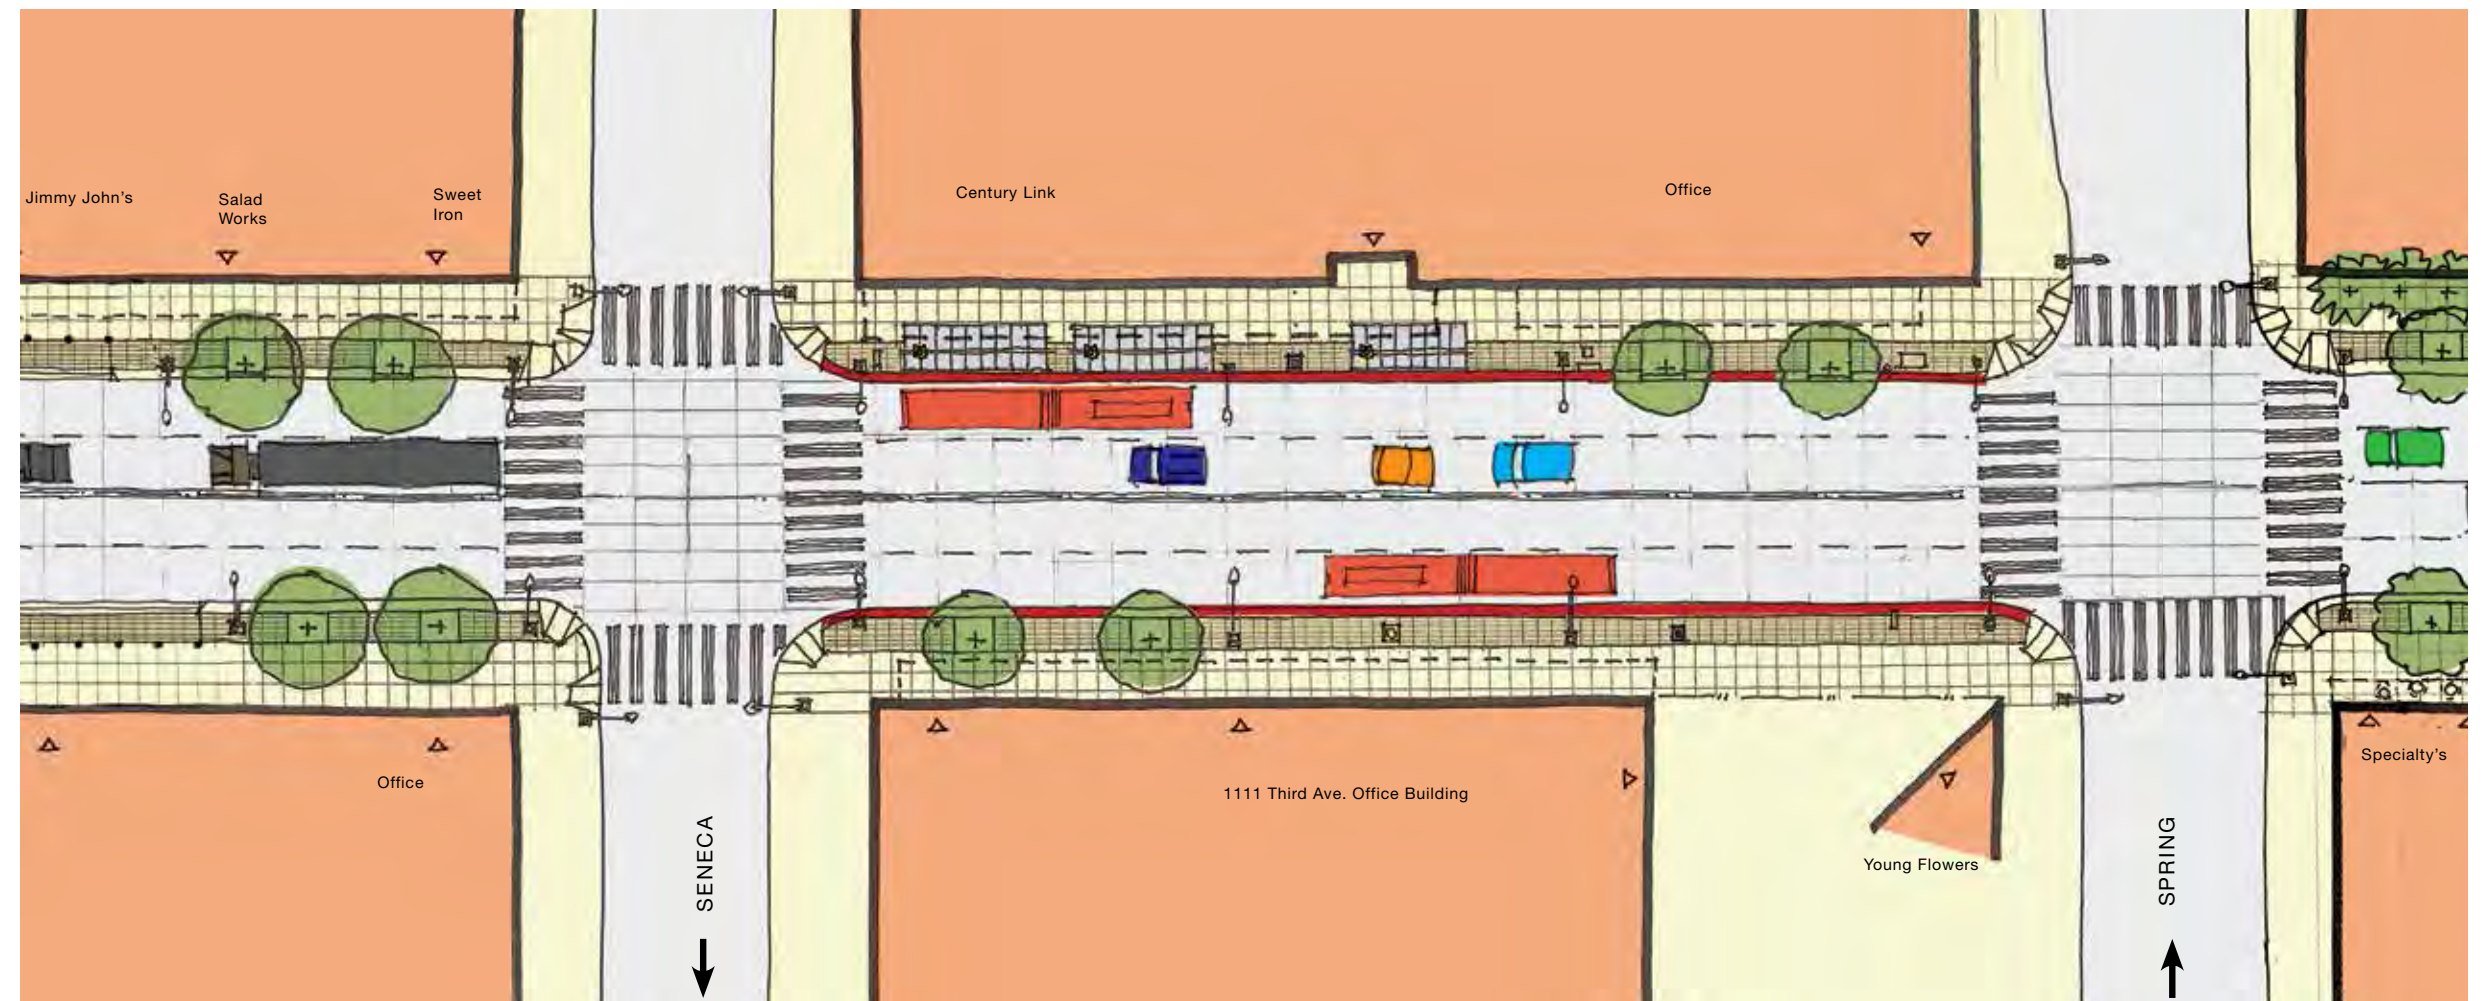 Jimmy John's
Salad
Works
Sweet
Iron
Century Link
Office
Office
1111 Third Ave. Office Building
Young Flowers
Specialty's
SENECA
SPRING